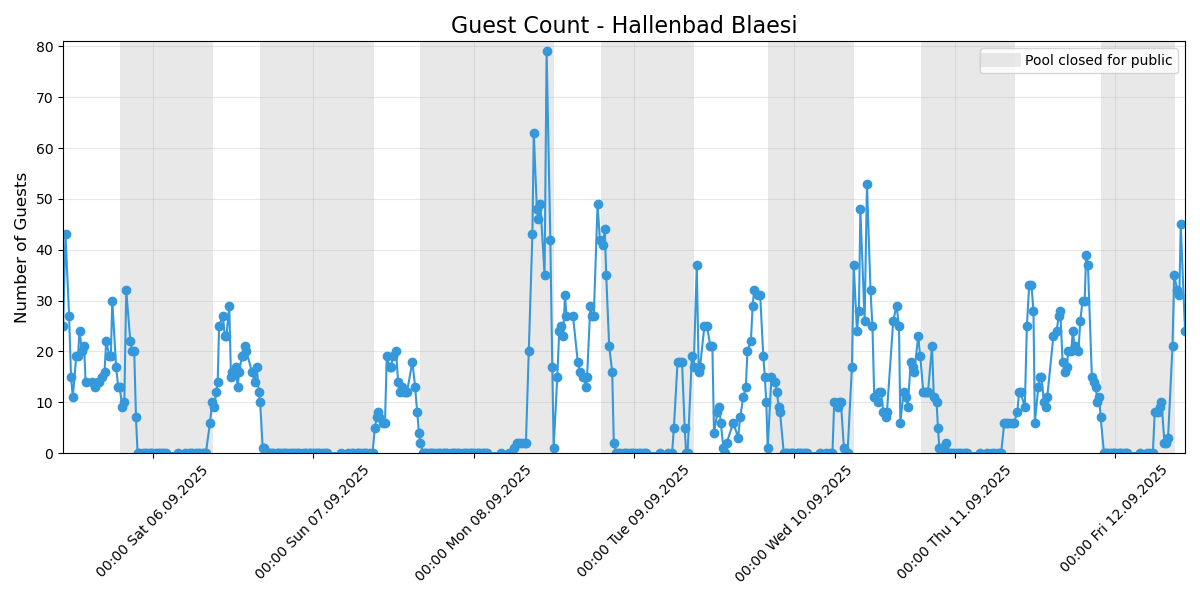 Guest Count - Hallenbad Blaesi
Pool closed for public
Number of Guests
80
70
60
50
40
30
20
10
0
00:00 Sat 06.09.2025
00:00 Sun 07.09.2025
00:00 Mon 08.09.2025
00:00 Tue 09.09.2025
00:00 Wed 10.09.2025
00:00 Thu 11.09.2025
00:00 Fri 12.09.2025